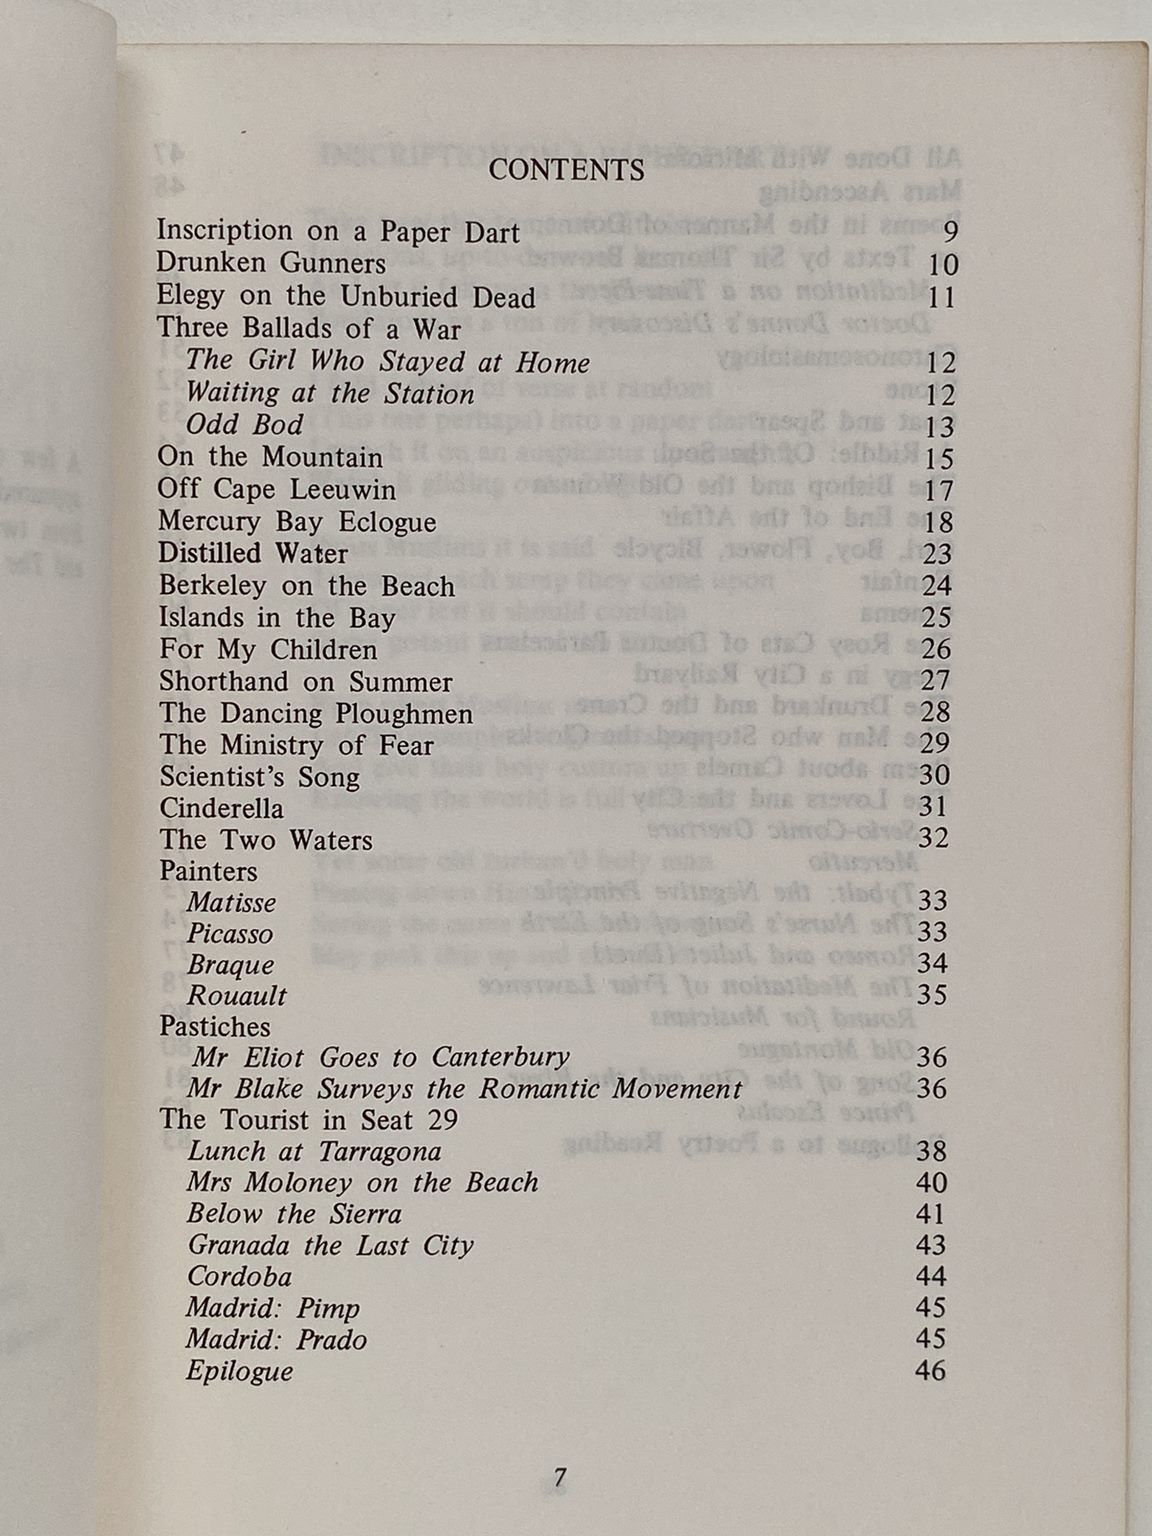 CONTENTS
Inscription on a Paper Dart 9
Drunken Gunners 10
Elegy on the Unburied Dead 11
Three Ballads of a War
The Girl Who Stayed at Home 12
Waiting at the Station 12
Odd Bod 13
On the Mountain 15
Off Cape Leeuwin 17
Mercury Bay Eclogue 18
Distilled Water 23
Berkeley on the Beach 24
Islands in the Bay 25
For My Children 26
Shorthand on Summer 27
The Dancing Ploughmen 28
The Ministry of Fear 29
Scientist's Song 30
Cinderella 31
The Two Waters 32
Painters
Matisse 33
Picasso 33
Braque 34
Rouault 35
Pastiches
Mr Eliot Goes to Canterbury 36
Mr Blake Surveys the Romantic Movement 36
The Tourist in Seat 29
Lunch at Tarragona 38
Mrs Moloney on the Beach 40
Below the Sierra 41
Granada the Last City 43
Cordoba 44
Madrid: Pimp 45
Madrid: Prado 45
Epilogue 46
7